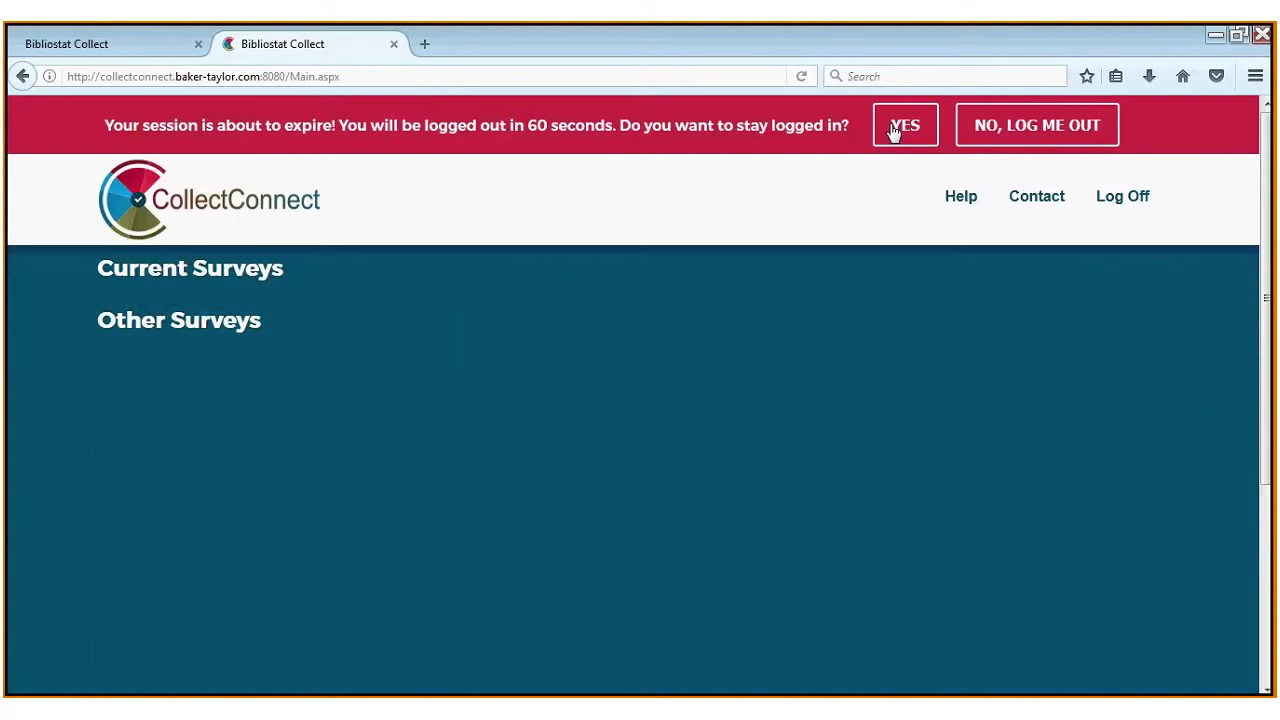 Bibliostat Collect
Bibliostat Collect
http://collectconnect.baker-taylor.com:8080/Main.aspx
Search
Your session is about to expire! You will be logged out in 60 seconds. Do you want to stay logged in?
YES
NO, LOG ME OUT
CollectConnect
Help
Contact
Log Off
Current Surveys
Other Surveys